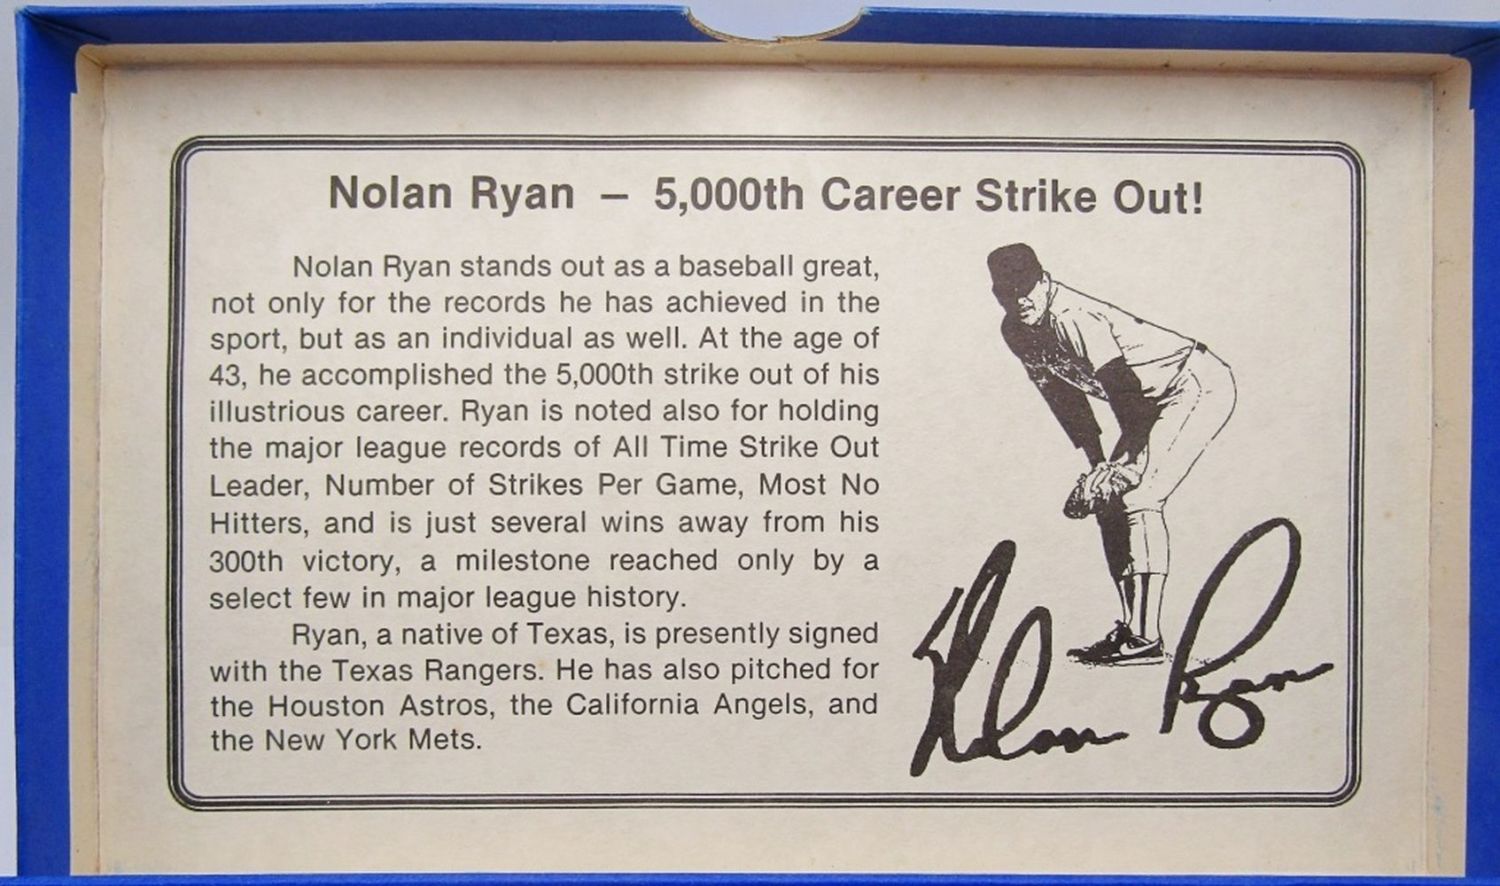 Nolan Ryan – 5,000th Career Strike Out!
Nolan Ryan stands out as a baseball great,
not only for the records he has achieved in the
sport, but as an individual as well. At the age of
43, he accomplished the 5,000th strike out of his
illustrious career. Ryan is noted also for holding
the major league records of All Time Strike Out
Leader, Number of Strikes Per Game, Most No
Hitters, and is just several wins away from his
300th victory, a milestone reached only by a
select few in major league history.
Ryan, a native of Texas, is presently signed
with the Texas Rangers. He has also pitched for
the Houston Astros, the California Angels, and
the New York Mets.
Nolan Ryan